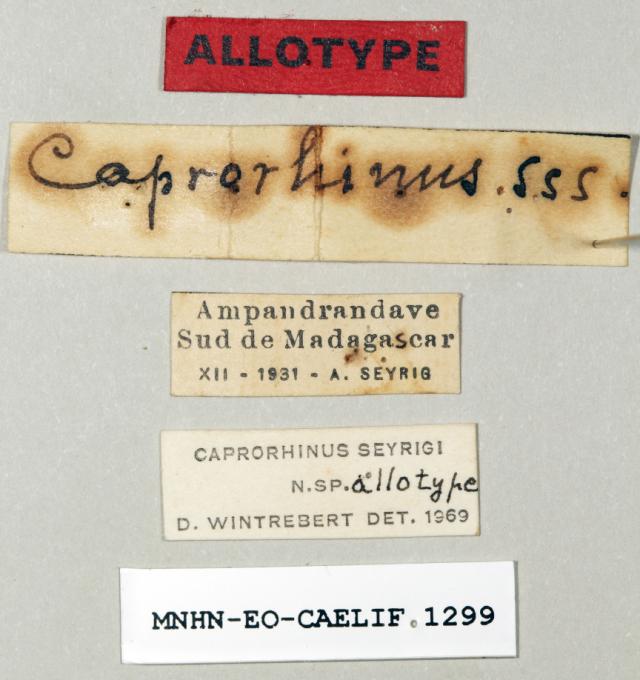 ALLOTYPE
Caprorhinus. sss.
Ampandrandave
Sud de Madagascar
XII - 1931 - A. SEYRIG
CAPRORHINUS SEYRIGI
N.SP. allotype
D. WINTREBERT DET. 1969
MNHN-EO-CAELIF.1299